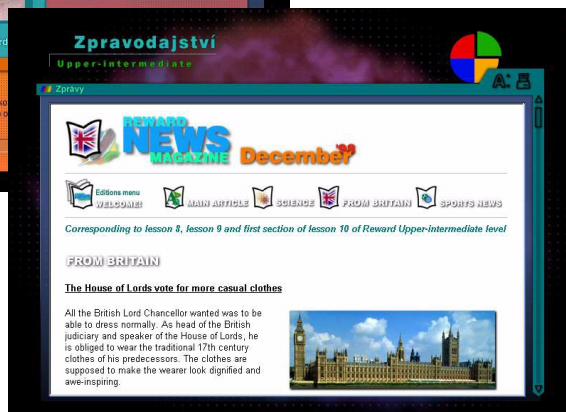 Zpravodajství
Upper-intermediate
Zprávy
REWARD
NEWS
MAGAZINE
December '98
Editions menu
WELCOME!
MAIN ARTICLE
SCIENCE
FROM BRITAIN
SPORTS NEWS
Corresponding to lesson 8, lesson 9 and first section of lesson 10 of Reward Upper-intermediate level
FROM BRITAIN
The House of Lords vote for more casual clothes
All the British Lord Chancellor wanted was to be
able to dress normally. As head of the British
judiciary and speaker of the House of Lords, he
is obliged to wear the traditional 17th century
clothes of his predecessors. The clothes are
supposed to make the wearer look dignified and
awe-inspiring.